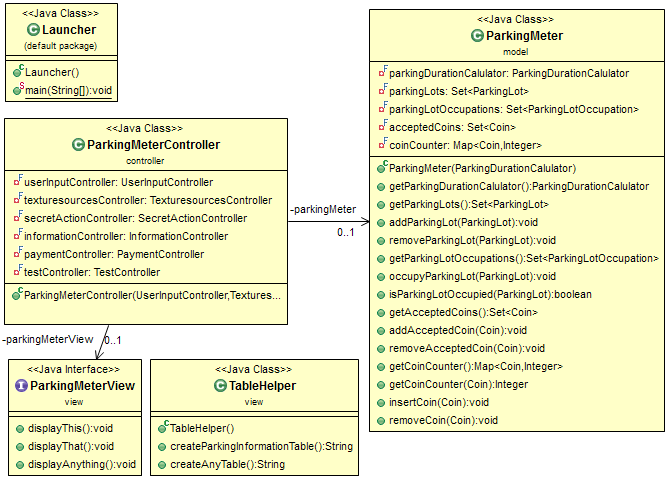 <<Java Class>>
Launcher
(default package)
Launcher()
main(String[]):void
<<Java Class>>
ParkingMeter
model
parkingDurationCalulator: ParkingDurationCalulator
parkingLots: Set<ParkingLot>
parkingLotOccupations: Set<ParkingLotOccupation>
acceptedCoins: Set<Coin>
coinCounter: Map<Coin,Integer>
ParkingMeter(ParkingDurationCalulator)
getParkingDurationCalulator():ParkingDurationCalulator
getParkingLots():Set<ParkingLot>
addParkingLot(ParkingLot):void
removeParkingLot(ParkingLot):void
getParkingLotOccupations():Set<ParkingLotOccupation>
occupyParkingLot(ParkingLot):void
isParkingLotOccupied(ParkingLot):boolean
getAcceptedCoins():Set<Coin>
addAcceptedCoin(Coin):void
removeAcceptedCoin(Coin):void
getCoinCounter():Map<Coin,Integer>
getCoinCounter(Coin):Integer
insertCoin(Coin):void
removeCoin(Coin):void
<<Java Class>>
ParkingMeterController
controller
userInputController: UserInputController
texturesourcesController: TexturesourcesController
secretActionController: SecretActionController
informationController: InformationController
paymentController: PaymentController
testController: TestController
ParkingMeterController(UserInputController,Textures...
-parkingMeter
0..1
-parkingMeterView
0..1
<<Java Interface>>
ParkingMeterView
view
displayThis():void
displayThat():void
displayAnything():void
<<Java Class>>
TableHelper
view
TableHelper()
createParkingInformationTable():String
createAnyTable():String